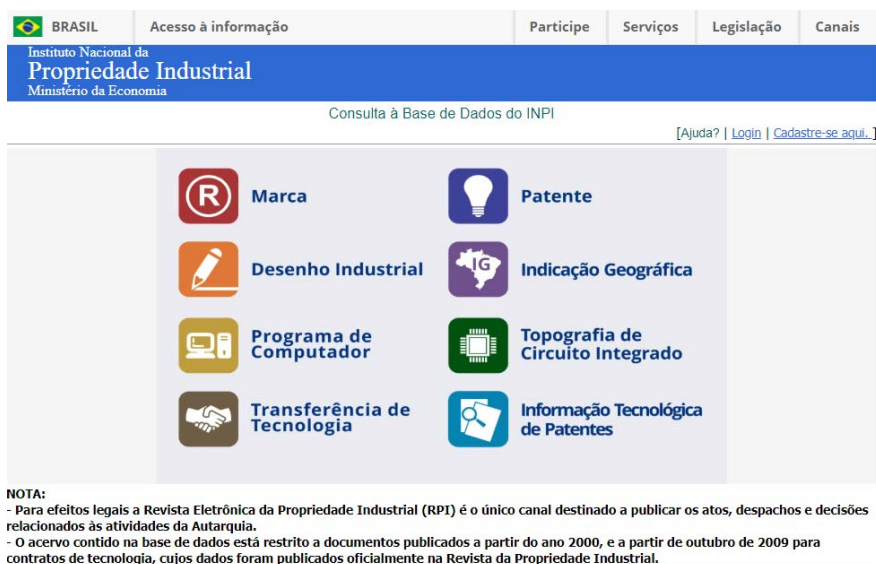 BRASIL Acesso à informação Participe Serviços Legislação Canais
Instituto Nacional da
Propriedade Industrial
Ministério da Economia
Consulta à Base de Dados do INPI
[Ajuda? | Login | Cadastre-se aqui. ]
R Marca
Patente
Desenho Industrial
IG Indicação Geográfica
Programa de
Computador
Topografia de
Circuito Integrado
Transferência de
Tecnologia
Informação Tecnológica
de Patentes
NOTA:
- Para efeitos legais a Revista Eletrônica da Propriedade Industrial (RPI) é o único canal destinado a publicar os atos, despachos e decisões
relacionados às atividades da Autarquia.
- O acervo contido na base de dados está restrito a documentos publicados a partir do ano 2000, e a partir de outubro de 2009 para
contratos de tecnologia, cujos dados foram publicados oficialmente na Revista da Propriedade Industrial.